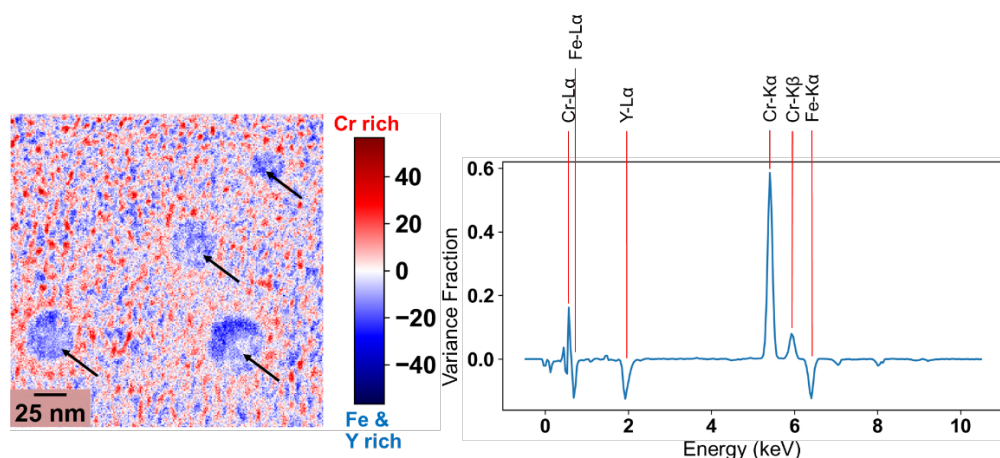 Cr rich
40
20
0
−20
−40
Fe &
Y rich
25 nm
Cr-Lα
Fe-Lα
Y-Lα
Cr-Kα
Cr-Kβ
Fe-Kα
Variance Fraction
0.6
0.4
0.2
0.0
0
2
4
6
8
10
Energy (keV)